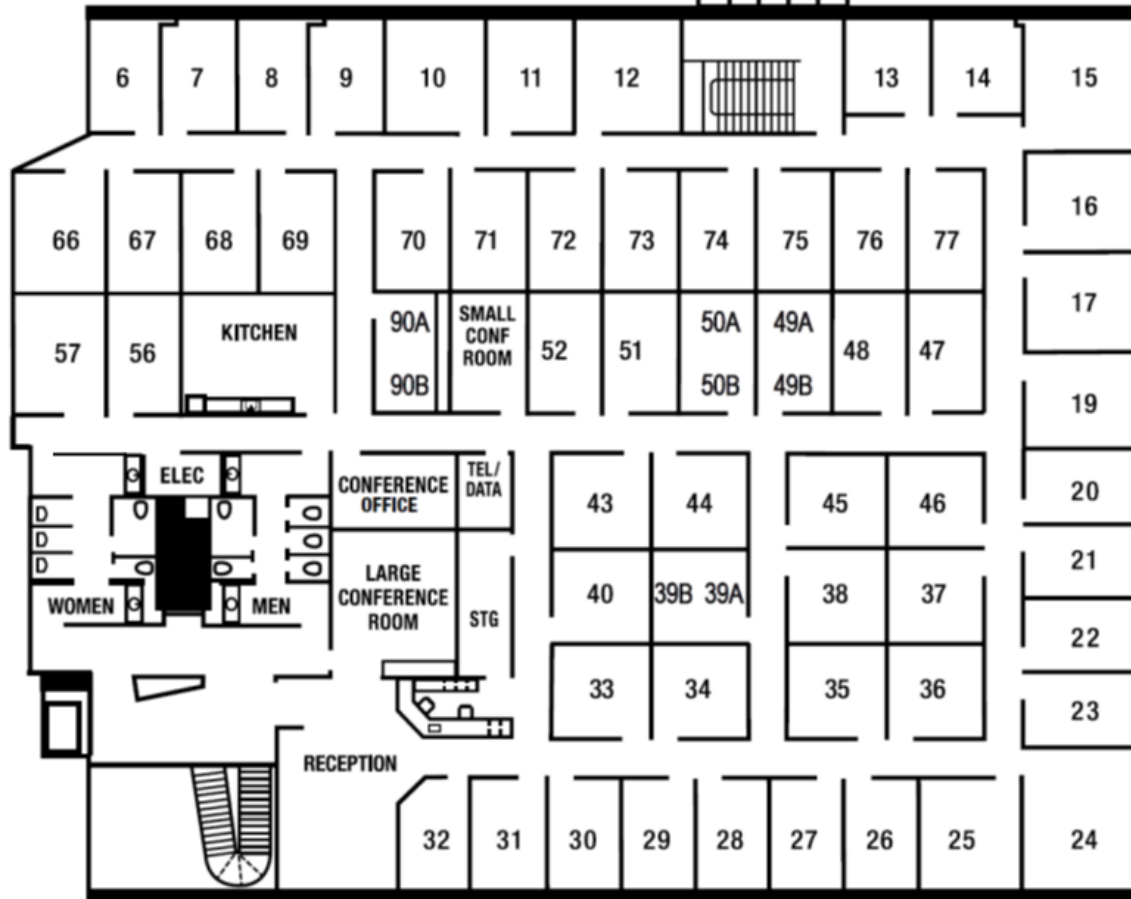 6 7 8 9 10 11 12 13 14 15
16
66 67 68 69 70 71 72 73 74 75 76 77
17
90A SMALL 50A 49A
KITCHEN CONF
57 56 ROOM 52 51 48 47
90B 50B 49B
19
ELEC CONFERENCE TEL/
OFFICE DATA 43 44 45 46 20
D
D
D
21
LARGE
CONFERENCE 40 39B 39A 38 37
WOMEN MEN ROOM STG
22
33 34 35 36
23
RECEPTION
32 31 30 29 28 27 26 25 24